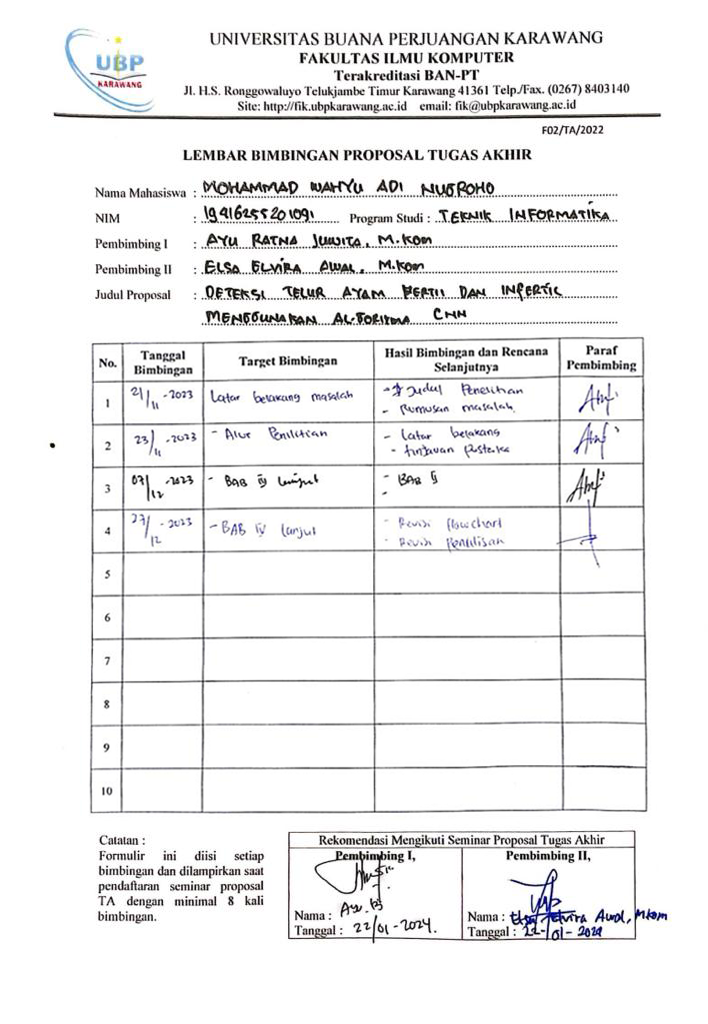 UBP
KARAWANG
UNIVERSITAS BUANA PERJUANGAN KARAWANG
FAKULTAS ILMU KOMPUTER
Terakreditasi BAN-PT
Jl. H.S. Ronggowaluyo Telukjambe Timur Karawang 41361 Telp./Fax. (0267) 8403140
Site: http://fik.ubpkarawang.ac.id email: fik@ubpkarawang.ac.id
F02/TA/2022
LEMBAR BIMBINGAN PROPOSAL TUGAS AKHIR
Nama Mahasiswa : MOHAMMAD WAHYU ADI NUGROHO
NIM : 19416255201091 Program Studi : TEKNIK INFORMATIKA
Pembimbing I : AYU RATNA JUWITA, M.KOM
Pembimbing II : ELSA ELVIRA AWAL, M.KOM
Judul Proposal : DETEKSI TELUR AYAM FERTIL DAN INFERTIL
MENGGUNAKAN ALGORITMA CNN
No. Tanggal Bimbingan Target Bimbingan Hasil Bimbingan dan Rencana Selanjutnya Paraf Pembimbing
1 21/11-2023 Latar belakang masalah - Judul Penelitian
- Rumusan masalah
2 23/11-2023 - Alur Penilitian - Latar belakang
- tinjauan pustaka
3 07/12-2023 - BAB lanjut - BAB
4 27/12-2023 - BAB IV lanjut - Revisi flowchart
- Revisi Penulisan
5
6
7
8
9
10
Catatan :
Formulir ini diisi setiap
bimbingan dan dilampirkan saat
pendaftaran seminar proposal
TA dengan minimal 8 kali
bimbingan.
Rekomendasi Mengikuti Seminar Proposal Tugas Akhir
Pembimbing I, Pembimbing II,
Nama : Nama : Elsa Elvira Awal, M.kom
Tanggal : 22/01-2024. Tanggal : 22-01-2024